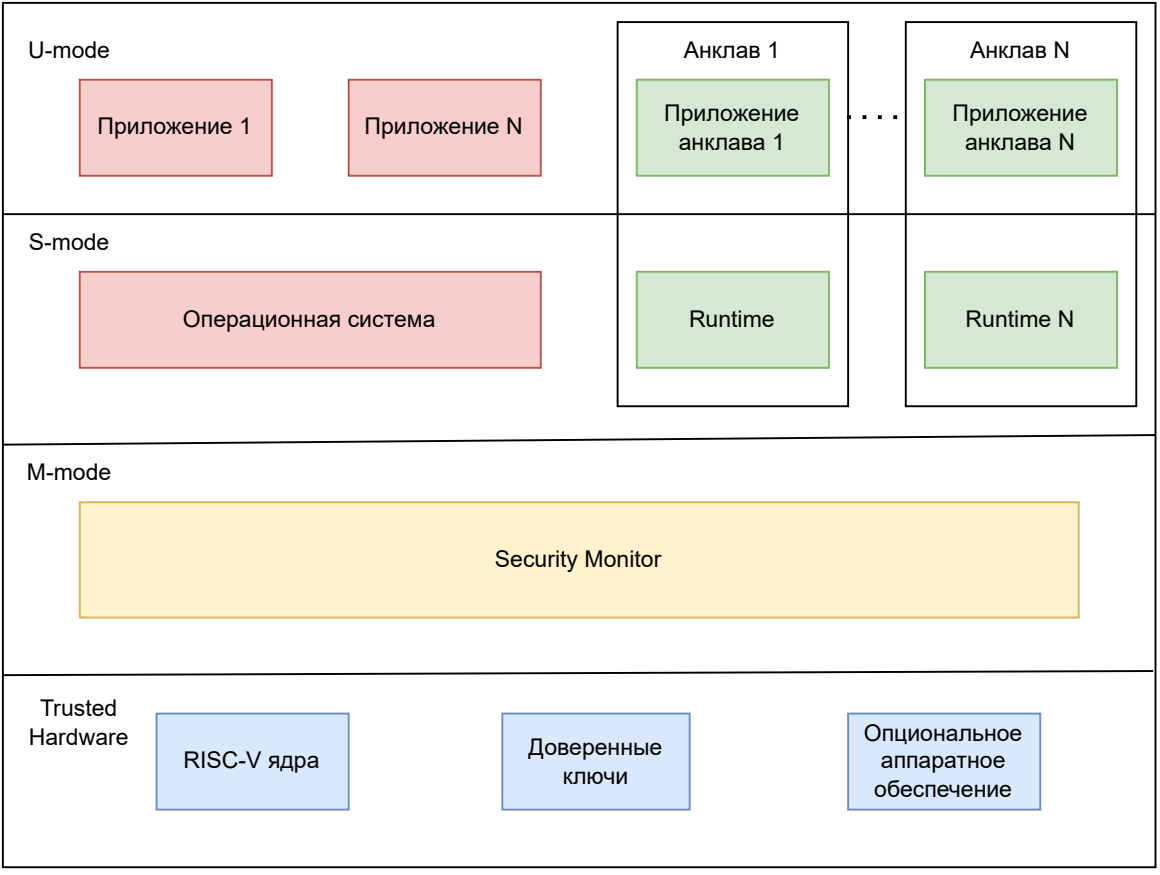 U-mode
Анклав 1
Анклав N
Приложение 1
Приложение N
Приложение
анклава 1
. . . .
Приложение
анклава N
S-mode
Операционная система
Runtime
Runtime N
M-mode
Security Monitor
Trusted
Hardware
RISC-V ядра
Доверенные
ключи
Опциональное
аппаратное
обеспечение